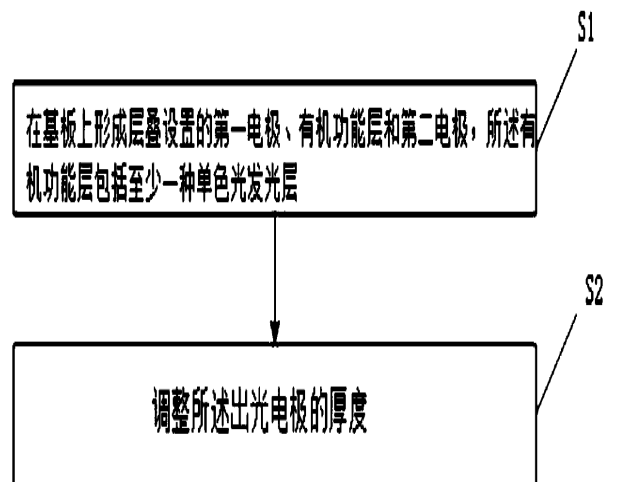 S1
在基板上形成层叠设置的第一电极、有机功能层和第二电极，所述有
机功能层包括至少一种单色光发光层
S2
调整所述出光电极的厚度